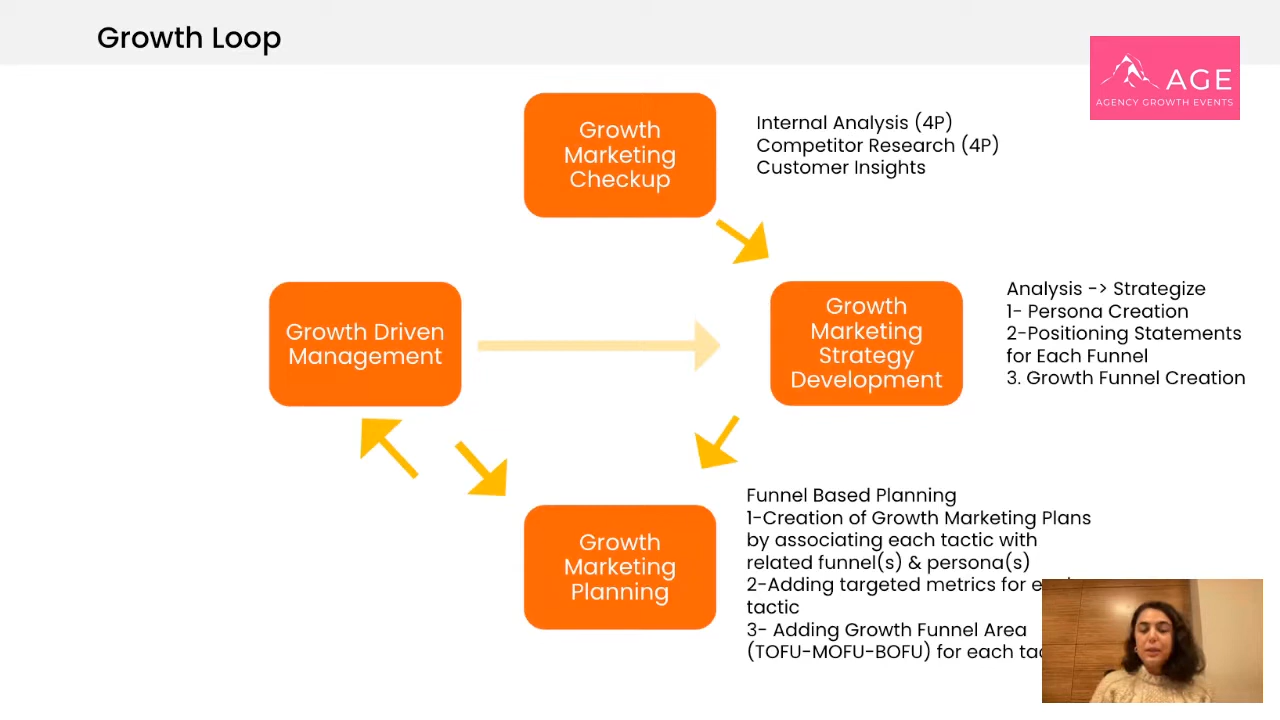 Growth Loop
AGE
AGENCY GROWTH EVENTS
Growth
Marketing
Checkup
Internal Analysis (4P)
Competitor Research (4P)
Customer Insights
Growth Driven
Management
Growth
Marketing
Strategy
Development
Analysis -> Strategize
1- Persona Creation
2-Positioning Statements
for Each Funnel
3. Growth Funnel Creation
Growth
Marketing
Planning
Funnel Based Planning
1-Creation of Growth Marketing Plans
by associating each tactic with
related funnel(s) & persona(s)
2-Adding targeted metrics for
tactic
3- Adding Growth Funnel Area
(TOFU-MOFU-BOFU) for each